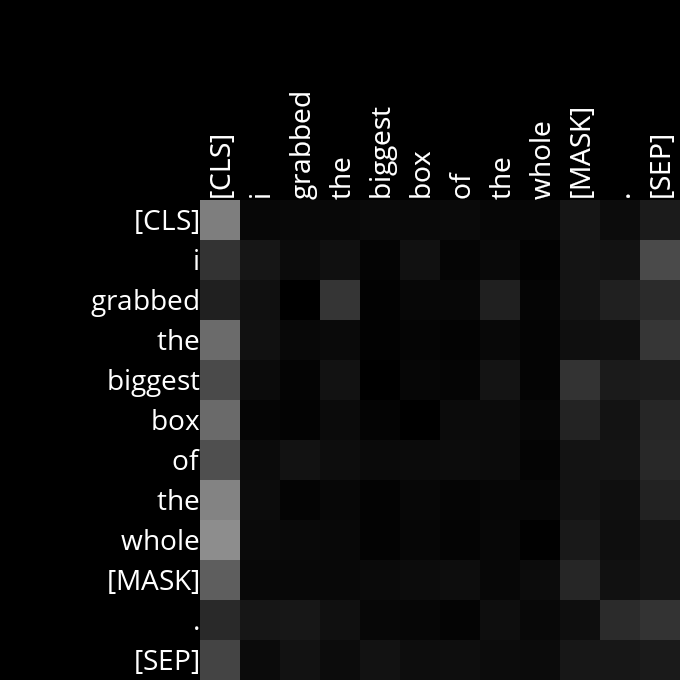 [CLS] i grabbed the biggest box of the whole [MASK] . [SEP]
[CLS]
i
grabbed
the
biggest
box
of
the
whole
[MASK]
.
[SEP]